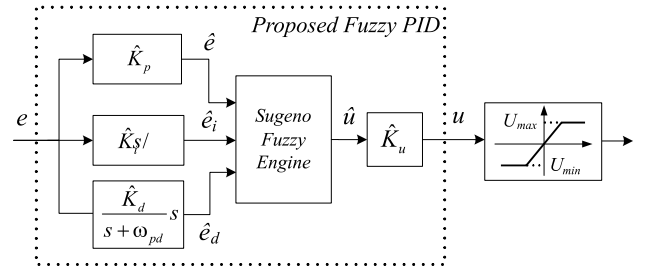 Proposed Fuzzy PID
e
K̂p
ê
K̂i s/
êi
K̂d
s + ωpd
s
êd
Sugeno
Fuzzy
Engine
û
K̂u
u
Umax
Umin